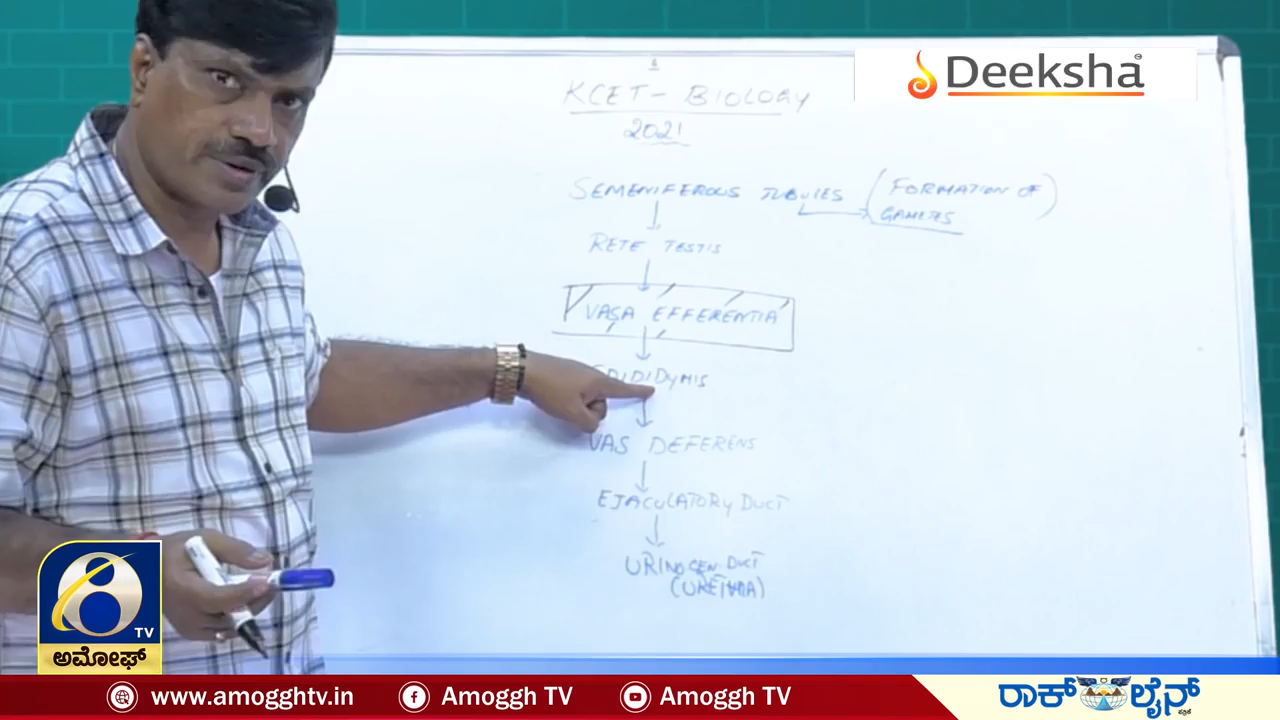 Deeksha
KCET - BIOLOGY
2021
SEMENIFEROUS TUBULES (FORMATION OF
GAMETES)
RETE TESTIS
VASA EFFERENTIA
EPIDIDYMIS
VAS DEFERENS
EJACULATORY DUCT
URINOGEN. DUCT
(URETHRA)
TV
ಅಮೋಘ್
www.amogghtv.in Amoggh TV Amoggh TV
ರಾಕ್ ಲೈನ್